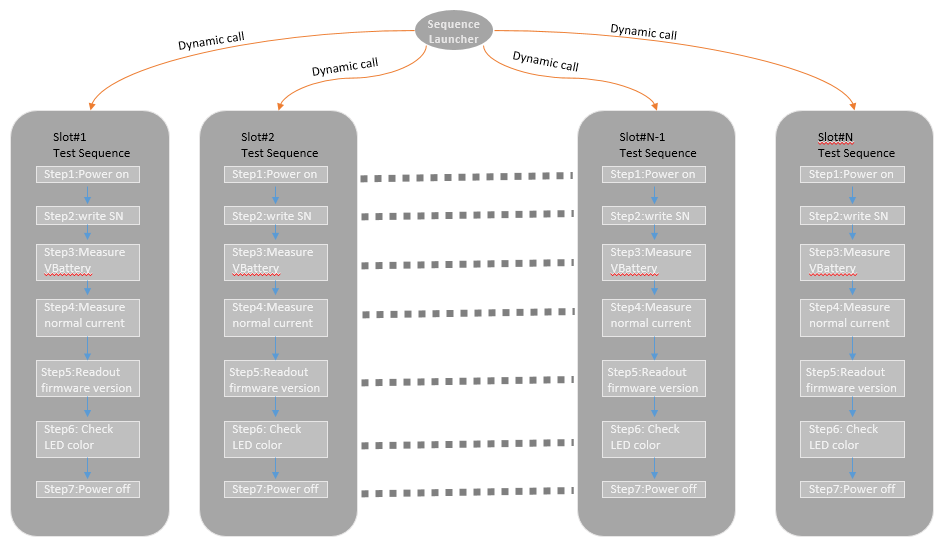 Sequence
Launcher
Dynamic call
Dynamic call
Dynamic call
Dynamic call
Slot#1
Test Sequence
Step1:Power on
Step2:write SN
Step3:Measure
VBattery
Step4:Measure
normal current
Step5:Readout
firmware version
Step6: Check
LED color
Step7:Power off
Slot#2
Test Sequence
Step1:Power on
Step2:write SN
Step3:Measure
VBattery
Step4:Measure
normal current
Step5:Readout
firmware version
Step6: Check
LED color
Step7:Power off
Slot#N-1
Test Sequence
Step1:Power on
Step2:write SN
Step3:Measure
VBattery
Step4:Measure
normal current
Step5:Readout
firmware version
Step6: Check
LED color
Step7:Power off
Slot#N
Test Sequence
Step1:Power on
Step2:write SN
Step3:Measure
VBattery
Step4:Measure
normal current
Step5:Readout
firmware version
Step6: Check
LED color
Step7:Power off